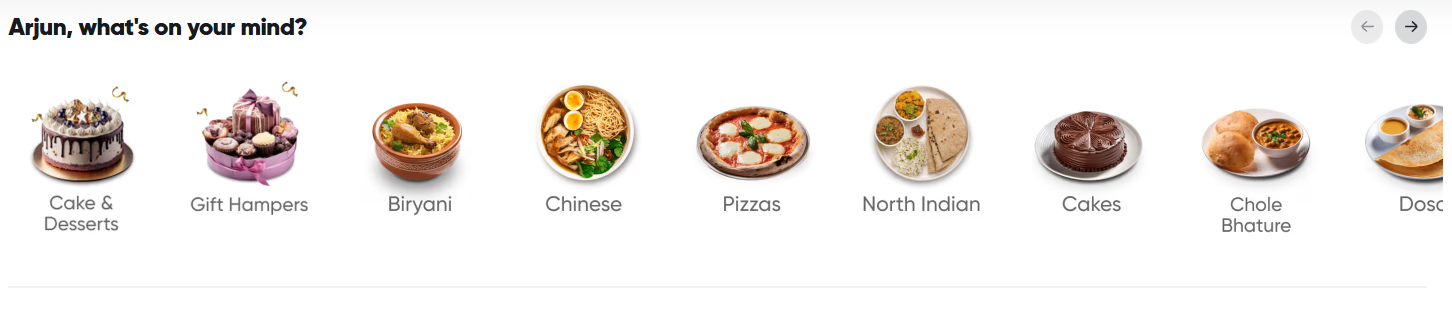 Arjun, what's on your mind?
Cake &
Desserts
Gift Hampers
Biryani
Chinese
Pizzas
North Indian
Cakes
Chole
Bhature